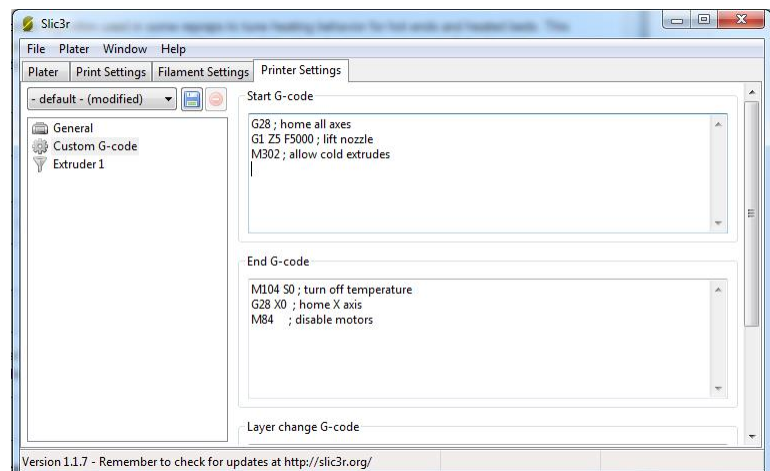 Slic3r
File Plater Window Help
Plater Print Settings Filament Settings Printer Settings
- default - (modified)
General
Custom G-code
Extruder 1
Start G-code
G28 ; home all axes
G1 Z5 F5000 ; lift nozzle
M302 ; allow cold extrudes
End G-code
M104 S0 ; turn off temperature
G28 X0 ; home X axis
M84 ; disable motors
Layer change G-code
Version 1.1.7 - Remember to check for updates at http://slic3r.org/